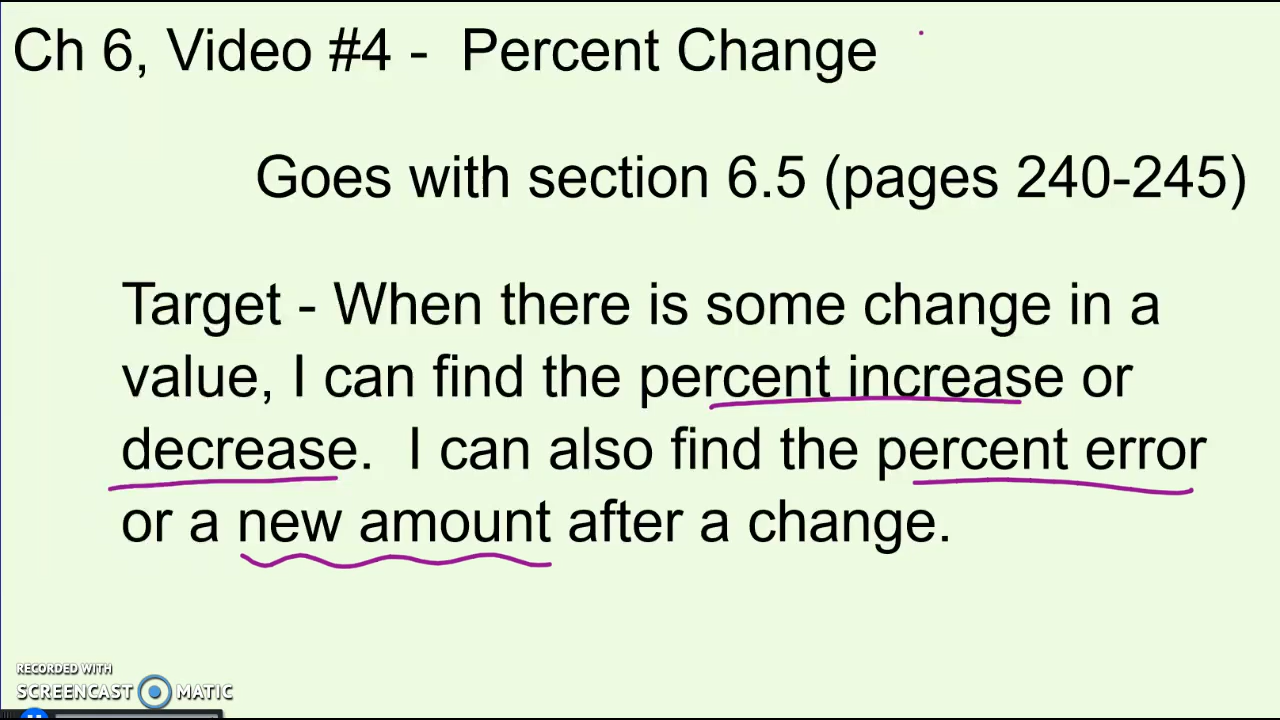 Ch 6, Video #4 - Percent Change
Goes with section 6.5 (pages 240-245)
Target - When there is some change in a
value, I can find the percent increase or
decrease. I can also find the percent error
or a new amount after a change.
RECORDED WITH
SCREENCAST MATIC